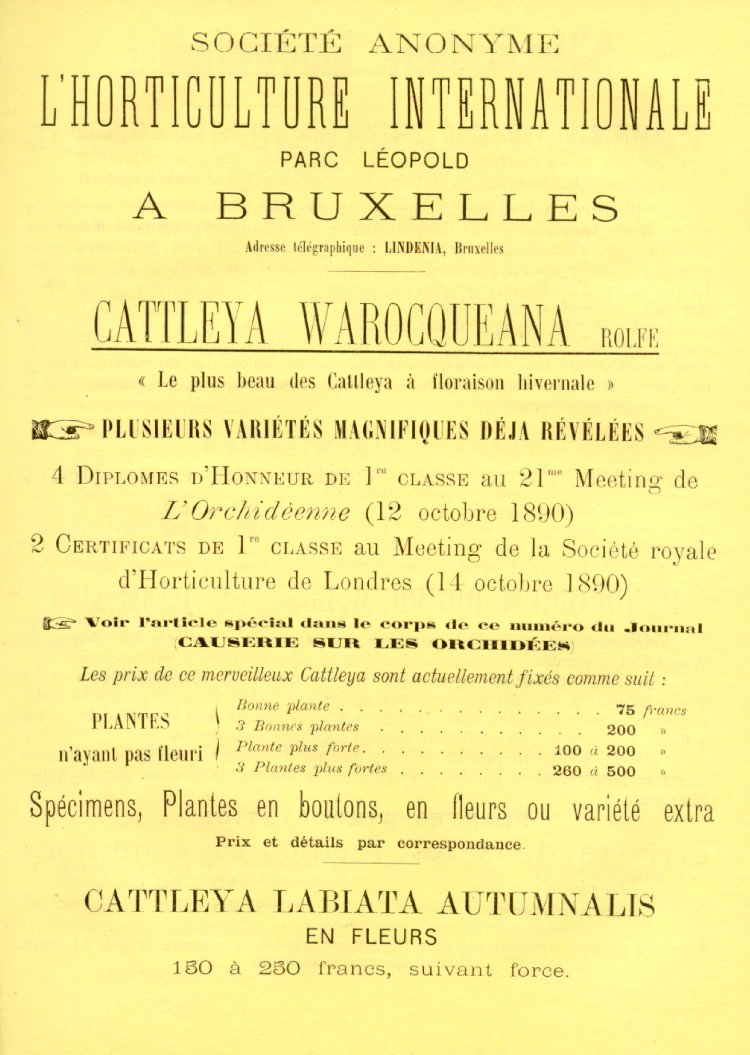 SOCIÉTÉ ANONYME
L'HORTICULTURE INTERNATIONALE
PARC LÉOPOLD
A BRUXELLES
Adresse télégraphique : LINDENIA, Bruxelles
CATTLEYA WAROCQUEANA ROLFE
« Le plus beau des Cattleya à floraison hivernale »
PLUSIEURS VARIÉTÉS MAGNIFIQUES DÉJA RÉVÉLÉES
4 DIPLOMES D'HONNEUR DE 1re CLASSE au 21me Meeting de
L'Orchidéenne (12 octobre 1890)
2 CERTIFICATS DE 1re CLASSE au Meeting de la Société royale
d'Horticulture de Londres (14 octobre 1890)
Voir l'article spécial dans le corps de ce numéro du Journal
(CAUSERIE SUR LES ORCHIDÉES)
Les prix de ce merveilleux Cattleya sont actuellement fixés comme suit :
PLANTES
n'ayant pas fleuri
Bonne plante . . . . . . . . . . . . . 75 francs
3 Bonnes plantes . . . . . . . . . . . 200 »
Plante plus forte. . . . . . . . . . 100 à 200 »
3 Plantes plus fortes . . . . . . . . 260 à 500 »
Spécimens, Plantes en boutons, en fleurs ou variété extra
Prix et détails par correspondance.
CATTLEYA LABIATA AUTUMNALIS
EN FLEURS
150 à 250 francs, suivant force.